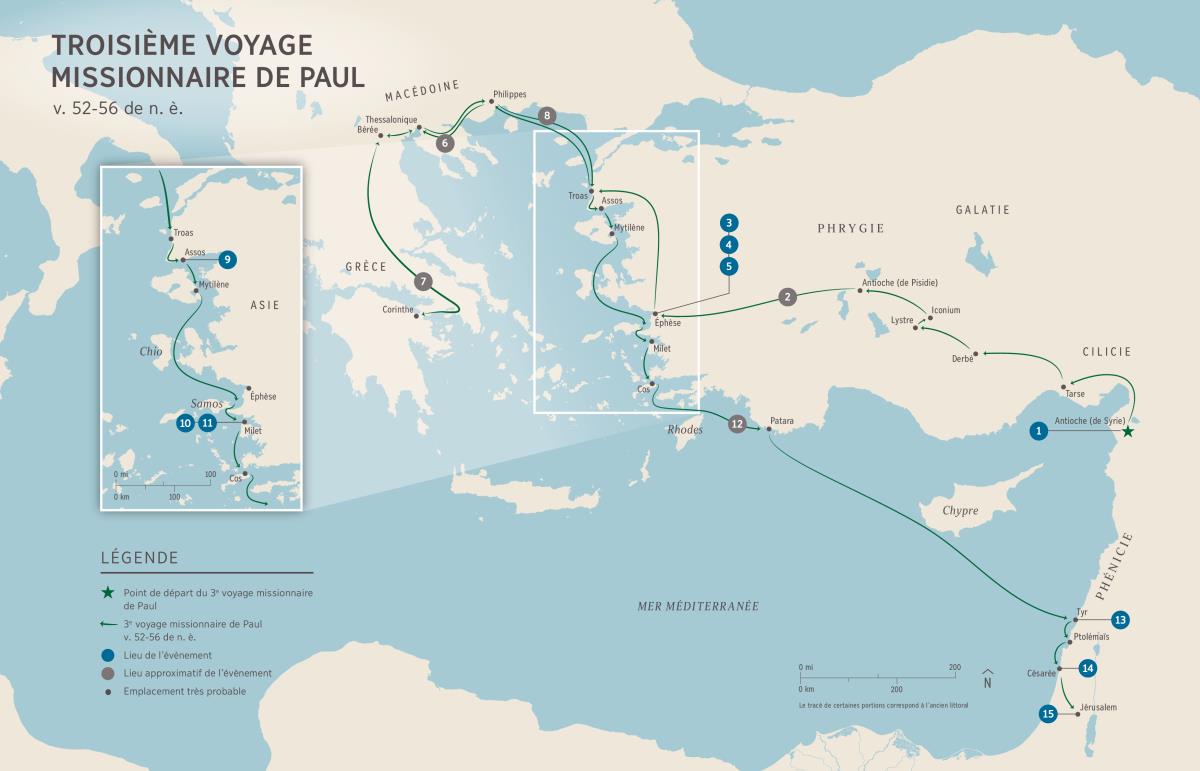 TROISIÈME VOYAGE
MISSIONNAIRE DE PAUL
v. 52-56 de n. è.
MACÉDOINE
Philippes
Thessalonique
Bérée
8
6
Troas
Assos
Mytilène
3
4
5
GALATIE
PHRYGIE
GRÈCE
7
Corinthe
2
Antioche (de Pisidie)
Iconium
Lystre
Derbé
CILICIE
Tarse
Antioche (de Syrie)
1
Éphèse
Milet
Cos
Rhodes
12
Patara
Troas
Assos
9
Mytilène
ASIE
Chio
Éphèse
Samos
10
11
Milet
Cos
0 mi
100
0 km
100
Chypre
PHÉNICIE
MER MÉDITERRANÉE
Tyr
13
Ptolémaïs
Césarée
14
15
Jérusalem
LÉGENDE
Point de départ du 3e voyage missionnaire
de Paul
3e voyage missionnaire de Paul
v. 52-56 de n. è.
Lieu de l'évènement
Lieu approximatif de l'évènement
Emplacement très probable
0 mi
200
0 km
200
N
Le tracé de certaines portions correspond à l'ancien littoral